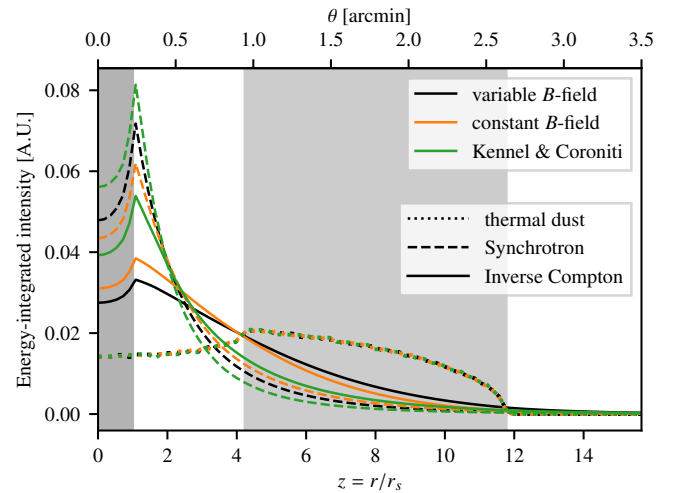 θ [arcmin]
0.0 0.5 1.0 1.5 2.0 2.5 3.0 3.5
Energy-integrated intensity [A.U.]
0.08
0.06
0.04
0.02
0.00
variable B-field
constant B-field
Kennel & Coroniti
thermal dust
Synchrotron
Inverse Compton
0 2 4 6 8 10 12 14
z = r/r_s